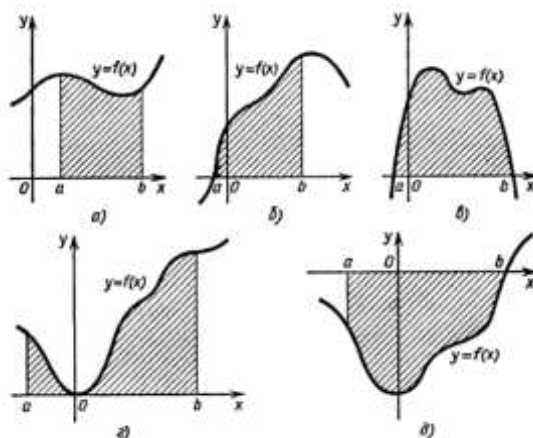 y
y=f(x)
0 a b x
а)
y
y=f(x)
a 0 b x
б)
y
y=f(x)
a 0 b x
в)
y
y=f(x)
a 0 b x
г)
y
a 0 b x
y=f(x)
д)